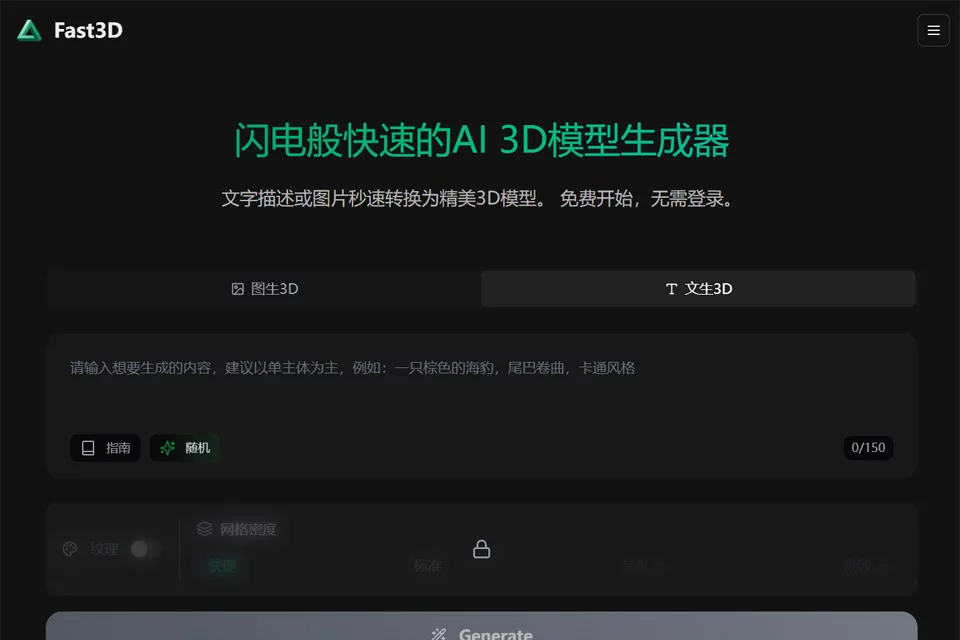 Fast3D
闪电般快速的AI 3D模型生成器
文字描述或图片秒速转换为精美3D模型。 免费开始，无需登录。
图生3D
文生3D
请输入想要生成的内容，建议以单主体为主，例如：一只棕色的海豹，尾巴卷曲，卡通风格
指南
随机
0/150
纹理
网格密度
快速
标准
Generate